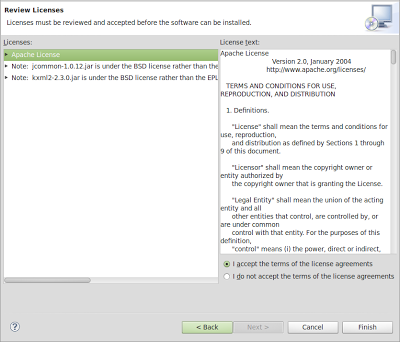 Review Licenses
Licenses must be reviewed and accepted before the software can be installed.
Licenses:
Apache License
Note: jcommon-1.0.12.jar is under the BSD license rather than the
Note: kxml2-2.3.0.jar is under the BSD license rather than the EPL
License text:
Apache License
Version 2.0, January 2004
http://www.apache.org/licenses/
TERMS AND CONDITIONS FOR USE,
REPRODUCTION, AND DISTRIBUTION
1. Definitions.
"License" shall mean the terms and conditions for
use, reproduction,
and distribution as defined by Sections 1 through
9 of this document.
"Licensor" shall mean the copyright owner or
entity authorized by
the copyright owner that is granting the License.
"Legal Entity" shall mean the union of the acting
entity and all
other entities that control, are controlled by, or
are under common
control with that entity. For the purposes of this
definition,
"control" means (i) the power, direct or indirect,
I accept the terms of the license agreements
I do not accept the terms of the license agreements
?
< Back
Next >
Cancel
Finish